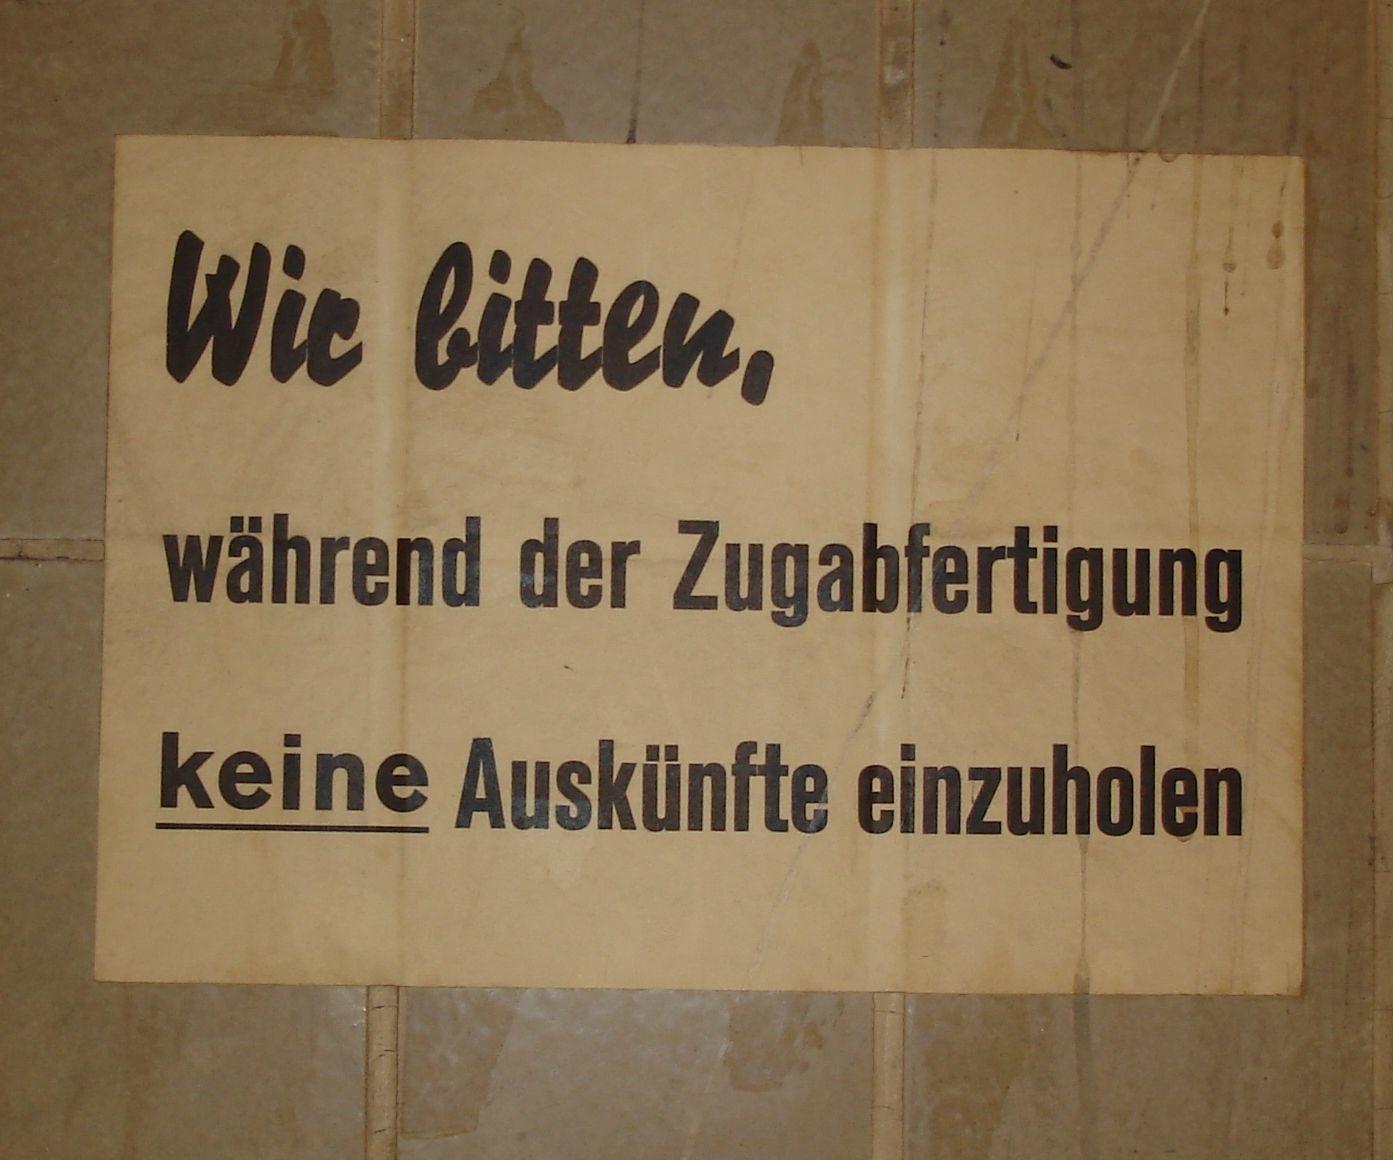 Wir bitten,
während der Zugabfertigung
keine Auskünfte einzuholen